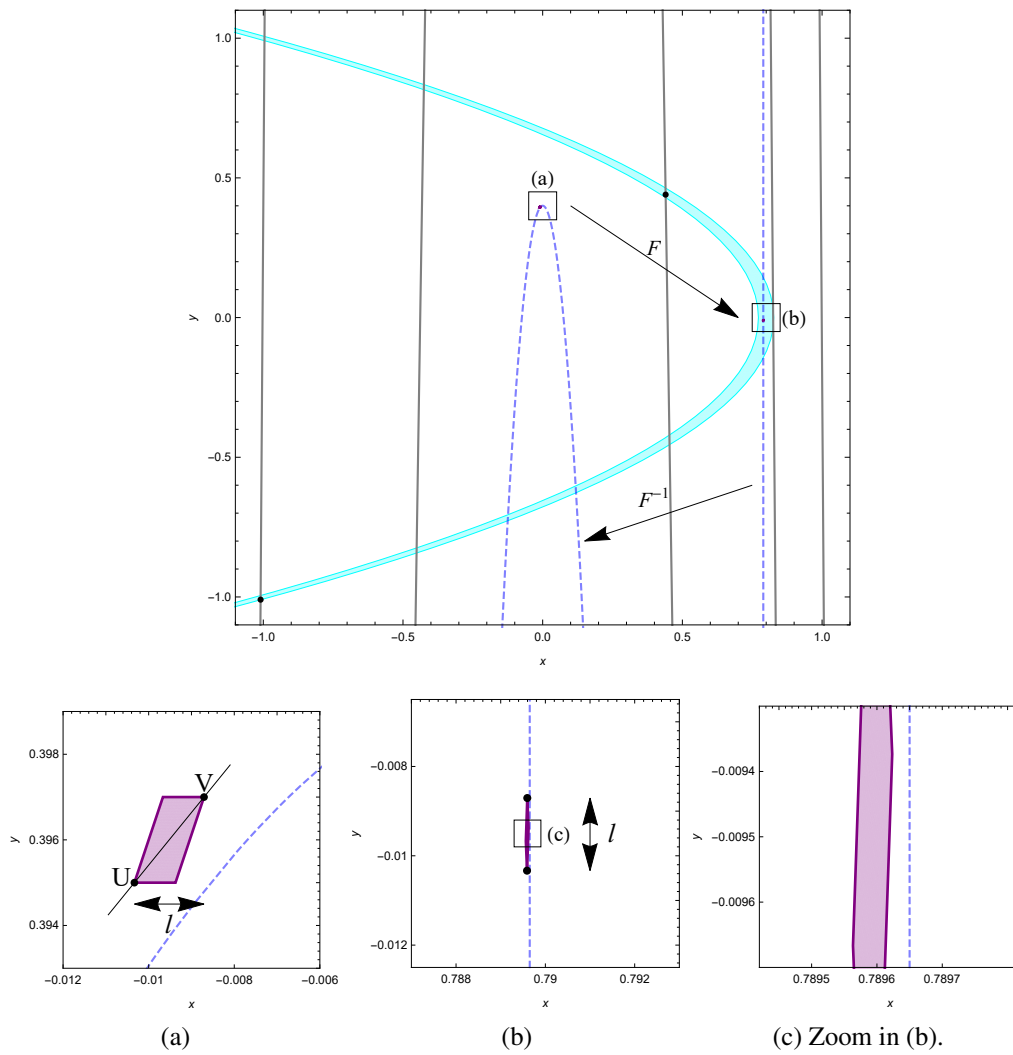 1.0
0.5
0.0
-0.5
-1.0
y
-1.0 -0.5 0.0 0.5 1.0
x
(a)
F
(b)
F⁻¹
0.398
0.396
0.394
y
V
U
l
-0.012 -0.010 -0.008 -0.006
x
(a)
-0.008
-0.010
-0.012
y
(c)
l
0.788 0.79 0.792
x
(b)
-0.0094
-0.0095
-0.0096
y
0.7895 0.7896 0.7897
x
(c) Zoom in (b).